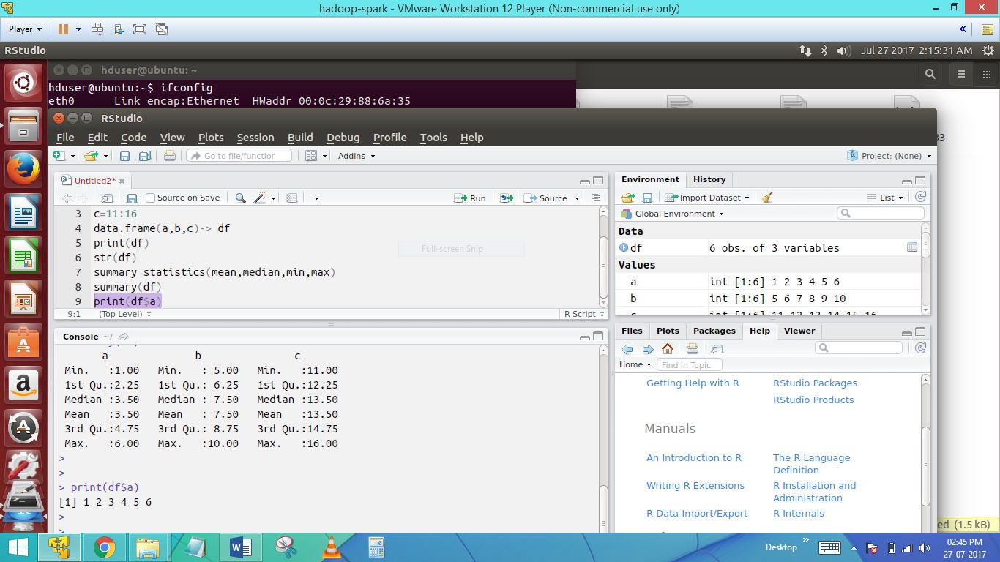 hadoop-spark - VMware Workstation 12 Player (Non-commercial use only)
Player
RStudio
Jul 27 2017 2:15:31 AM
hduser@ubuntu: ~
hduser@ubuntu:~$ ifconfig
eth0 Link encap:Ethernet HWaddr 00:0c:29:88:6a:35
RStudio
File Edit Code View Plots Session Build Debug Profile Tools Help
Go to file/function Addins Project: (None)
Untitled2*
Source on Save Run Source
3 c=11:16
4 data.frame(a,b,c)-> df
5 print(df)
6 str(df)
7 summary statistics(mean,median,min,max)
8 summary(df)
9 print(df$a)
Full-screen Snip
9:1 (Top Level) R Script
Environment History
Import Dataset List
Global Environment
Data
df 6 obs. of 3 variables
Values
a int [1:6] 1 2 3 4 5 6
b int [1:6] 5 6 7 8 9 10
c int [1:6] 11 12 13 14 15 16
Console ~/
a b c
Min. :1.00 Min. : 5.00 Min. :11.00
1st Qu.:2.25 1st Qu.: 6.25 1st Qu.:12.25
Median :3.50 Median : 7.50 Median :13.50
Mean :3.50 Mean : 7.50 Mean :13.50
3rd Qu.:4.75 3rd Qu.: 8.75 3rd Qu.:14.75
Max. :6.00 Max. :10.00 Max. :16.00
>
>
> print(df$a)
[1] 1 2 3 4 5 6
>
>
Files Plots Packages Help Viewer
Home Find in Topic
Getting Help with R RStudio Packages
RStudio Products
Manuals
An Introduction to R The R Language
Definition
Writing R Extensions R Installation and
Administration
R Data Import/Export R Internals
ed (1.5 kB)
Desktop
02:45 PM
27-07-2017